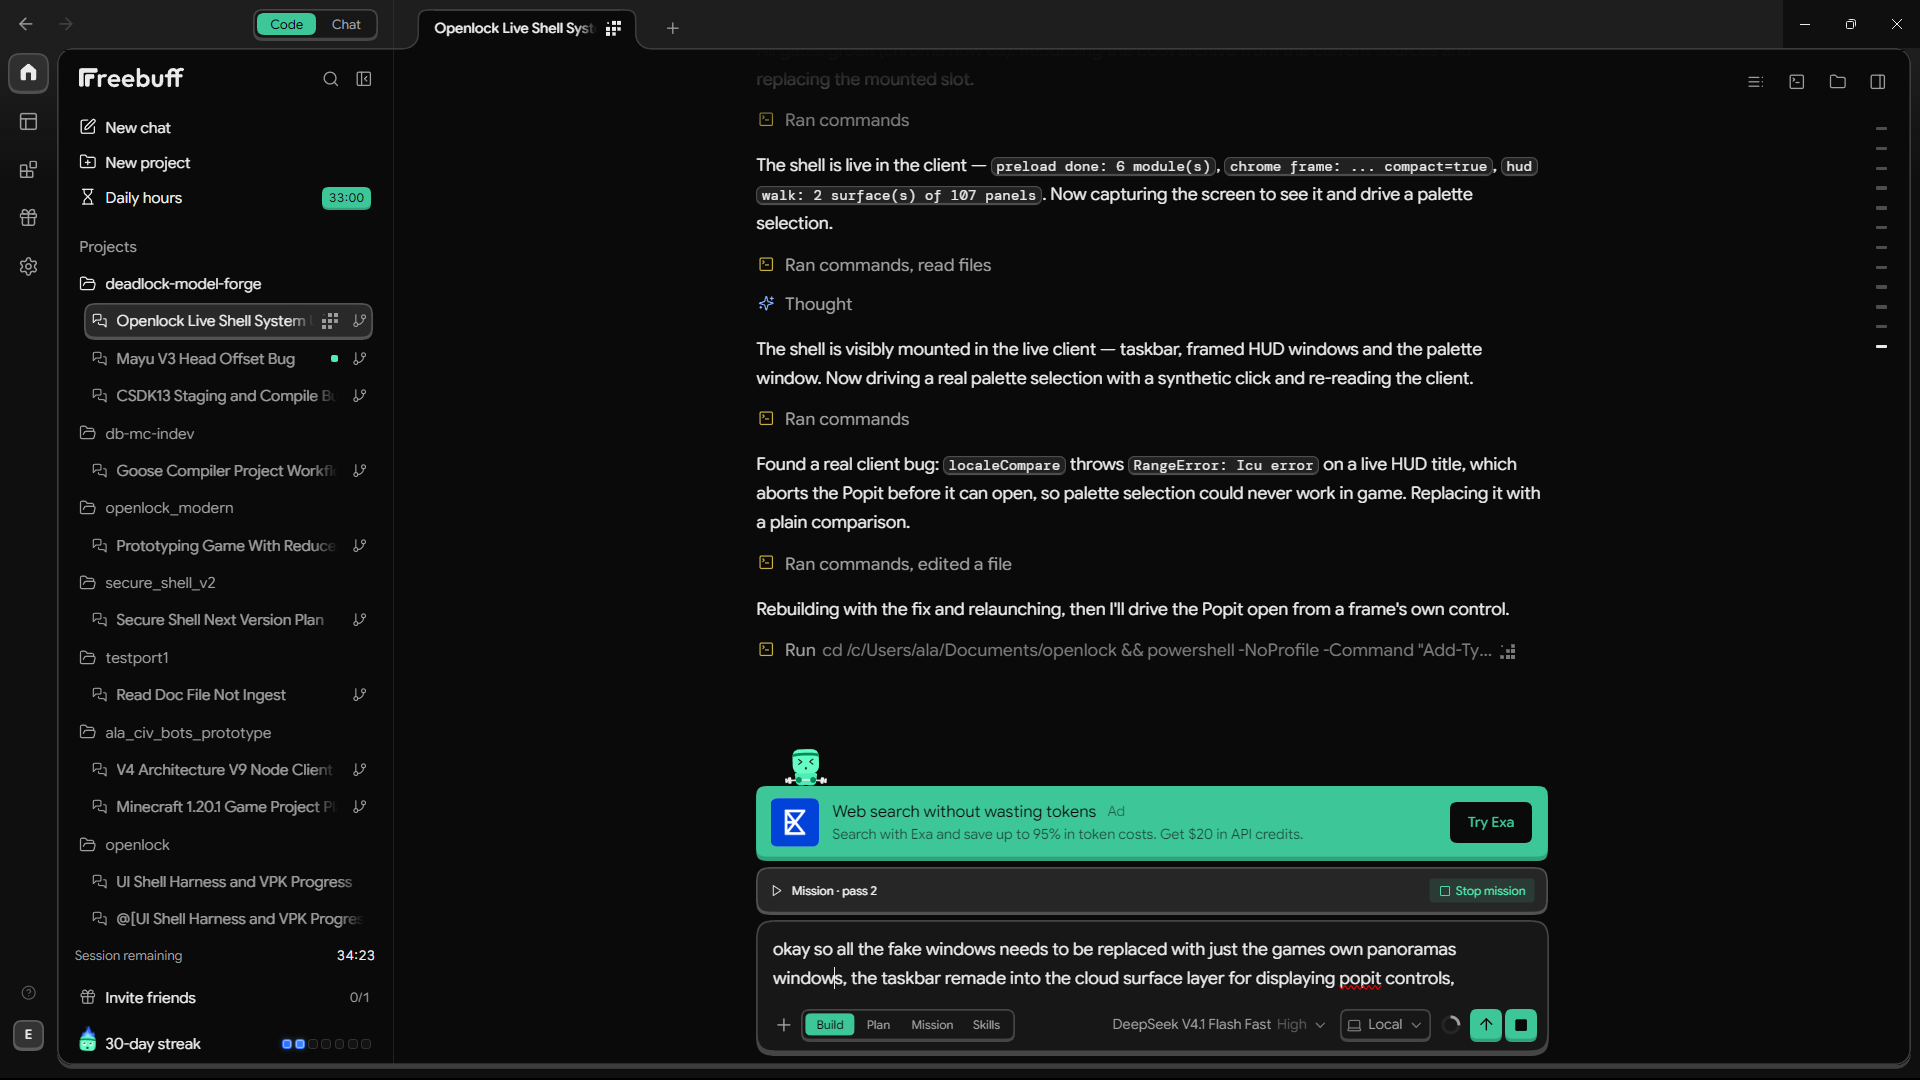 Code
Chat
Openlock Live Shell Syst
Freebuff
New chat
New project
Daily hours
33:00
Projects
deadlock-model-forge
Openlock Live Shell System
Mayu V3 Head Offset Bug
CSDK13 Staging and Compile Bu
db-mc-indev
Goose Compiler Project Workfl
openlock_modern
Prototyping Game With Reduce
secure_shell_v2
Secure Shell Next Version Plan
testport1
Read Doc File Not Ingest
ala_civ_bots_prototype
V4 Architecture V9 Node Client
Minecraft 1.20.1 Game Project Pl
openlock
UI Shell Harness and VPK Progress
@[UI Shell Harness and VPK Progres
Session remaining
34:23
Invite friends
0/1
E
30-day streak
replacing the mounted slot.
Ran commands
The shell is live in the client — preload done: 6 module(s), chrome frame: ... compact=true, hud
walk: 2 surface(s) of 107 panels. Now capturing the screen to see it and drive a palette
selection.
Ran commands, read files
Thought
The shell is visibly mounted in the live client — taskbar, framed HUD windows and the palette
window. Now driving a real palette selection with a synthetic click and re-reading the client.
Ran commands
Found a real client bug: localeCompare throws RangeError: Icu error on a live HUD title, which
aborts the Popit before it can open, so palette selection could never work in game. Replacing it with
a plain comparison.
Ran commands, edited a file
Rebuilding with the fix and relaunching, then I'll drive the Popit open from a frame's own control.
Run cd /c/Users/ala/Documents/openlock && powershell -NoProfile -Command "Add-Ty...
Web search without wasting tokens Ad
Search with Exa and save up to 95% in token costs. Get $20 in API credits.
Try Exa
Mission · pass 2
Stop mission
okay so all the fake windows needs to be replaced with just the games own panoramas
windows, the taskbar remade into the cloud surface layer for displaying popit controls,
Build
Plan
Mission
Skills
DeepSeek V4.1 Flash Fast High
Local